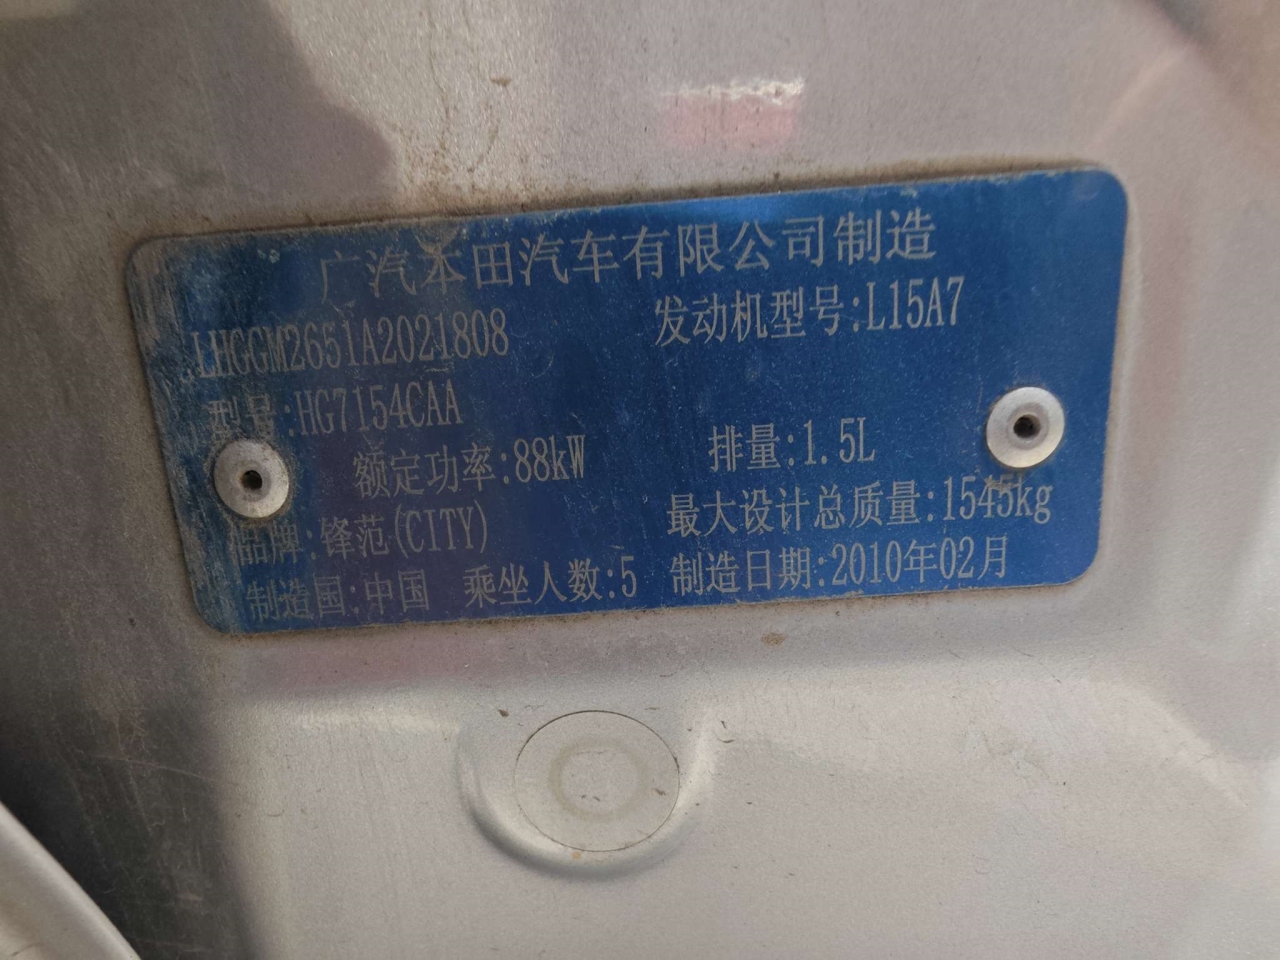 广汽本田汽车有限公司制造
LHGGM2651A2021808 发动机型号:L15A7
型号:HG7154CAA
额定功率:88kW 排量:1.5L
品牌:锋范(CITY) 最大设计总质量:1545kg
制造国:中国 乘坐人数:5 制造日期:2010年02月